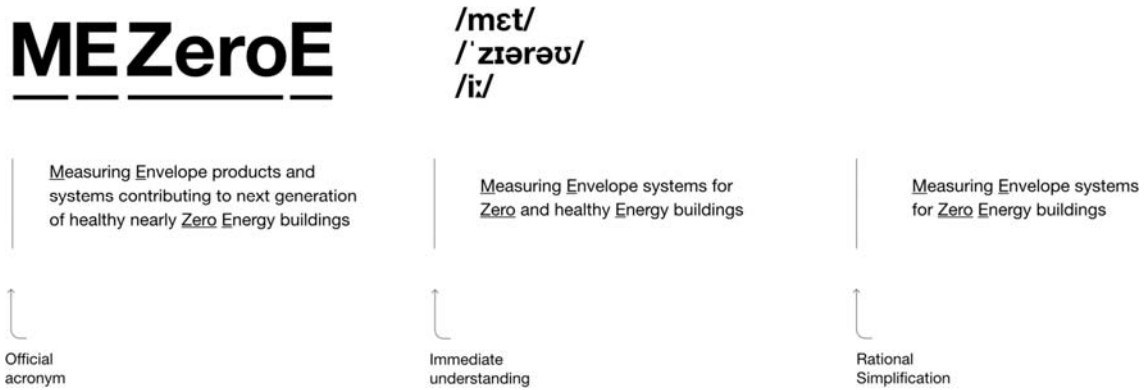 MEZeroE
/mɛt/
/ˈzɪərəʊ/
/iː/
Measuring Envelope products and
systems contributing to next generation
of healthy nearly Zero Energy buildings
Measuring Envelope systems for
Zero and healthy Energy buildings
Measuring Envelope systems
for Zero Energy buildings
Official
acronym
Immediate
understanding
Rational
Simplification